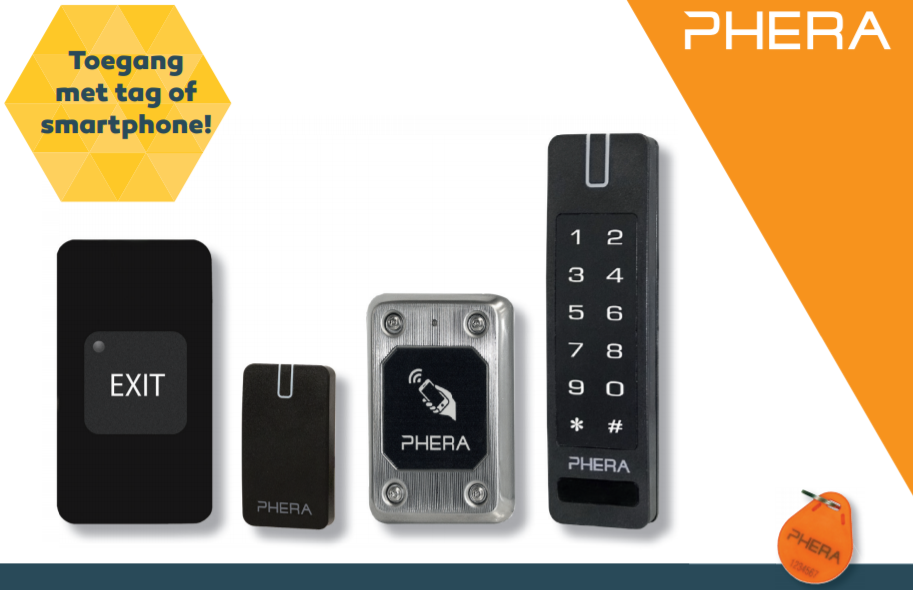 PHERA
Toegang
met tag of
smartphone!
EXIT
PHERA
PHERA
1 2
3 4
5 6
7 8
9 0
* #
PHERA
PHERA
1234567